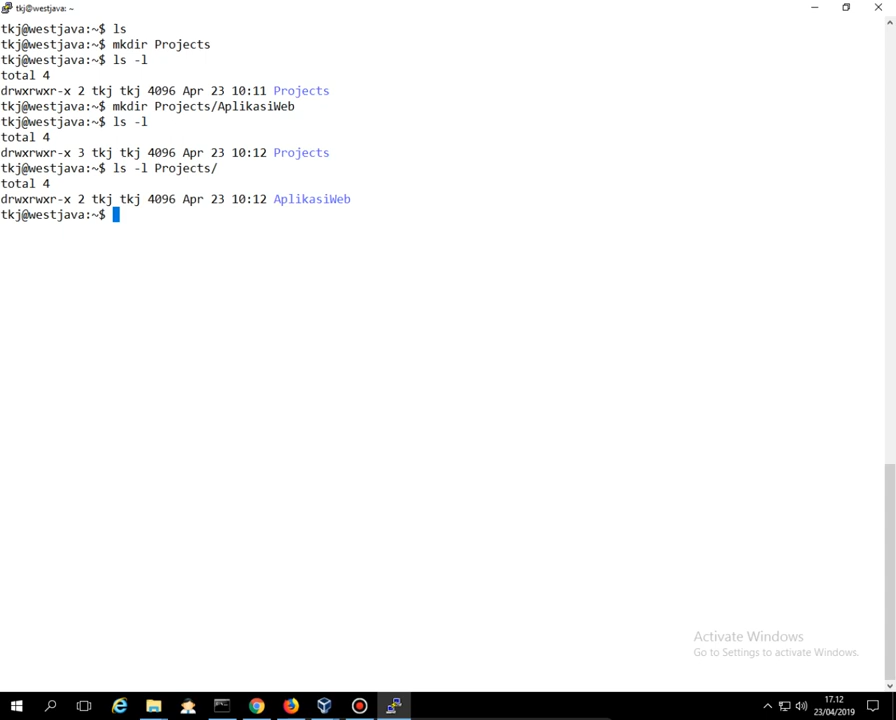 tkj@westjava: ~
tkj@westjava:~$ ls
tkj@westjava:~$ mkdir Projects
tkj@westjava:~$ ls -l
total 4
drwxrwxr-x 2 tkj tkj 4096 Apr 23 10:11 Projects
tkj@westjava:~$ mkdir Projects/AplikasiWeb
tkj@westjava:~$ ls -l
total 4
drwxrwxr-x 3 tkj tkj 4096 Apr 23 10:12 Projects
tkj@westjava:~$ ls -l Projects/
total 4
drwxrwxr-x 2 tkj tkj 4096 Apr 23 10:12 AplikasiWeb
tkj@westjava:~$
Activate Windows
Go to Settings to activate Windows.
17.12
23/04/2019